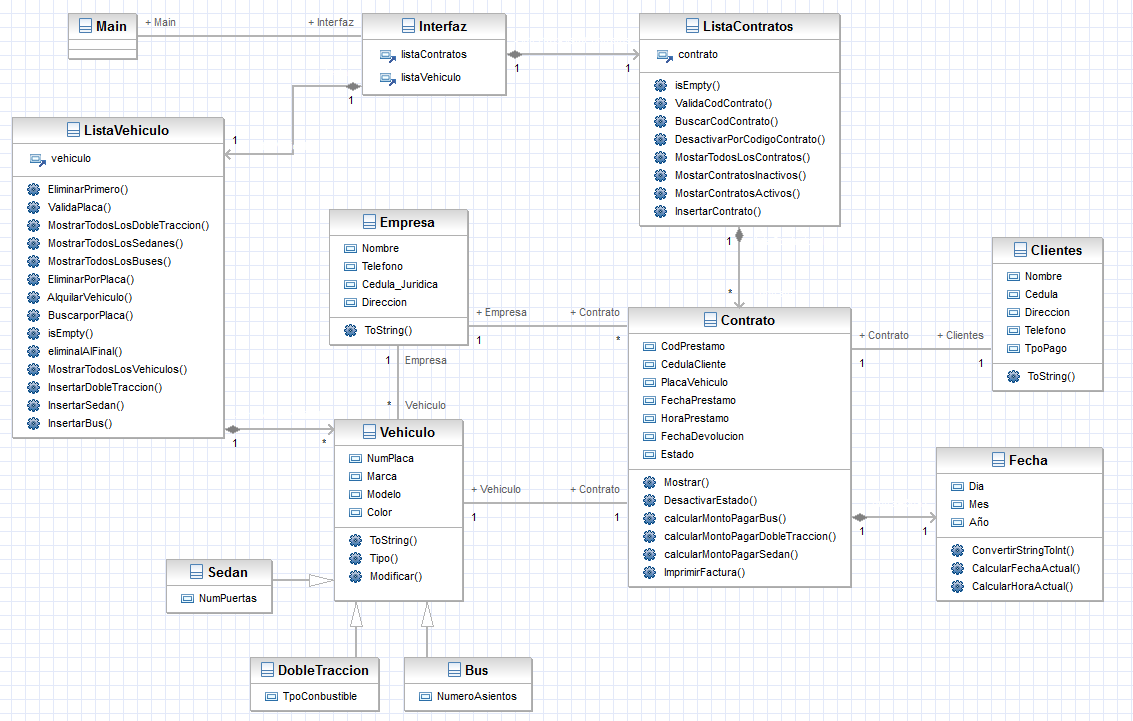 Main
+ Main
+ Interfaz
Interfaz
listaContratos
listaVehiculo
1
1
1
1
ListaContratos
contrato
isEmpty()
ValidaCodContrato()
BuscarCodContrato()
DesactivarPorCodigoContrato()
MostarTodosLosContratos()
MostarContratosInactivos()
MostarContratosActivos()
InsertarContrato()
1
*
ListaVehiculo
vehiculo
EliminarPrimero()
ValidaPlaca()
MostrarTodosLosDobleTraccion()
MostrarTodosLosSedanes()
MostrarTodosLosBuses()
EliminarPorPlaca()
AlquilarVehiculo()
BuscarporPlaca()
isEmpty()
eliminalAlFinal()
MostrarTodosLosVehiculos()
InsertarDobleTraccion()
InsertarSedan()
InsertarBus()
1
*
Empresa
Nombre
Telefono
Cedula_Juridica
Direccion
ToString()
+ Empresa
+ Contrato
1
*
1
Empresa
*
Vehiculo
Clientes
Nombre
Cedula
Direccion
Telefono
TpoPago
ToString()
+ Contrato
+ Clientes
1
1
Contrato
CodPrestamo
CedulaCliente
PlacaVehiculo
FechaPrestamo
HoraPrestamo
FechaDevolucion
Estado
Mostrar()
DesactivarEstado()
calcularMontoPagarBus()
calcularMontoPagarDobleTraccion()
calcularMontoPagarSedan()
ImprimirFactura()
Vehiculo
NumPlaca
Marca
Modelo
Color
ToString()
Tipo()
Modificar()
+ Vehiculo
+ Contrato
1
1
1
1
Fecha
Dia
Mes
Año
ConvertirStringToInt()
CalcularFechaActual()
CalcularHoraActual()
Sedan
NumPuertas
DobleTraccion
TpoConbustible
Bus
NumeroAsientos